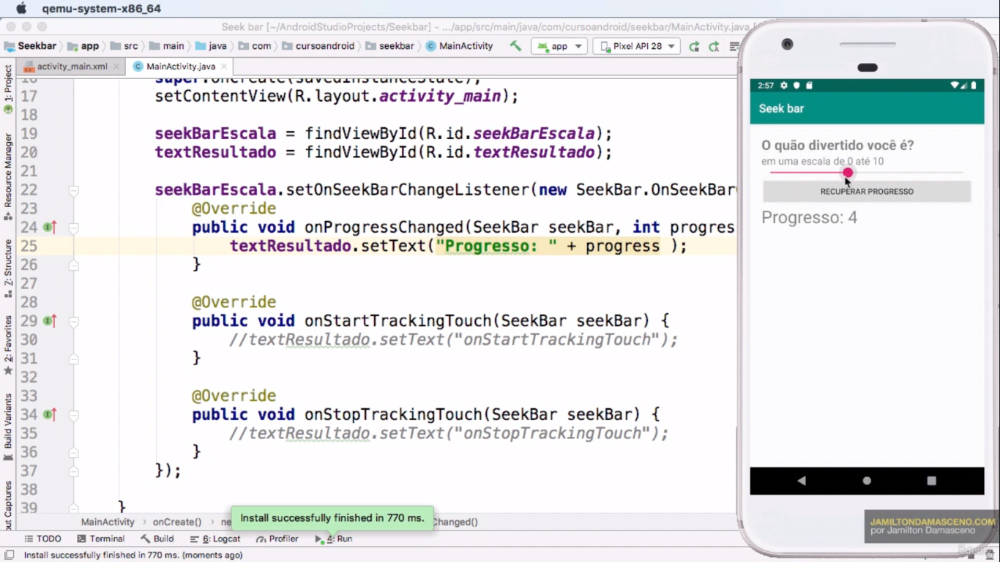 qemu-system-x86_64
Seek bar [~/AndroidStudioProjects/Seekbar] - .../app/src/main/java/com/cursoandroid/seekbar/MainActivity.java
Seekbar app src main java com cursoandroid seekbar MainActivity app Pixel API 28
activity_main.xml MainActivity.java
1: Project
Resource Manager
Z: Structure
2: Favorites
Build Variants
Captures
super.onCreate(savedInstanceState);
17 setContentView(R.layout.activity_main);
18
19 seekBarEscala = findViewById(R.id.seekBarEscala);
20 textResultado = findViewById(R.id.textResultado);
21
22 seekBarEscala.setOnSeekBarChangeListener(new SeekBar.OnSeekBar
23 @Override
24 public void onProgressChanged(SeekBar seekBar, int progres
25 textResultado.setText("Progresso: " + progress );
26 }
27
28 @Override
29 public void onStartTrackingTouch(SeekBar seekBar) {
30 //textResultado.setText("onStartTrackingTouch");
31 }
32
33 @Override
34 public void onStopTrackingTouch(SeekBar seekBar) {
35 //textResultado.setText("onStopTrackingTouch");
36 }
37 });
38
39 }
MainActivity onCreate() ne Changed()
Install successfully finished in 770 ms.
TODO Terminal Build 6: Logcat Profiler 4: Run
Install successfully finished in 770 ms. (moments ago)
2:57
Seek bar
O quão divertido você é?
em uma escala de 0 até 10
RECUPERAR PROGRESSO
Progresso: 4
JAMILTONDAMASCENO.COM
por Jamilton Damasceno